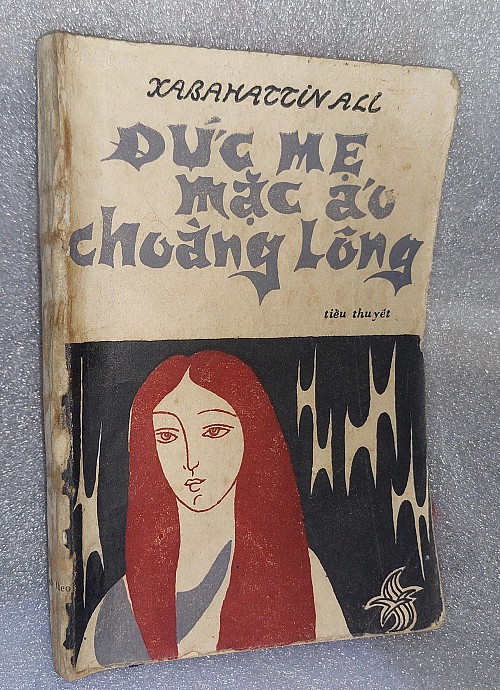 XABAHATTIN ALI
ĐỨC MẸ
mặc áo
choàng lông
tiểu thuyết